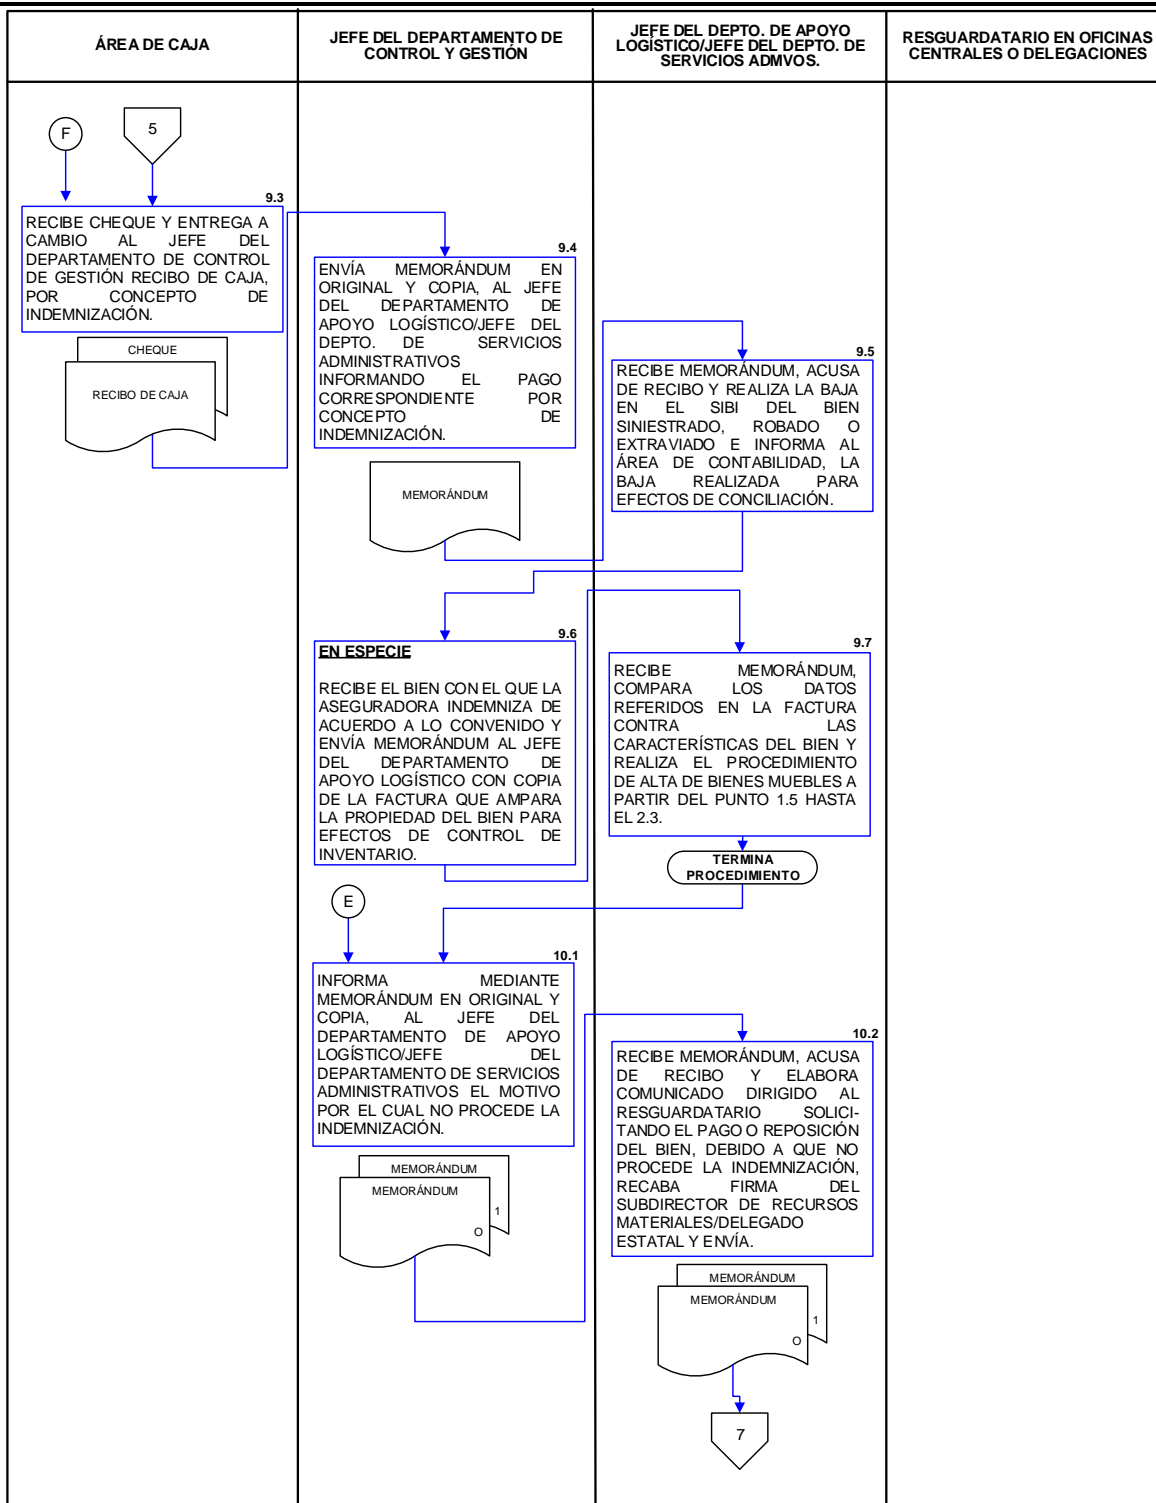 ÁREA DE CAJA
JEFE DEL DEPARTAMENTO DE
CONTROL Y GESTIÓN
JEFE DEL DEPTO. DE APOYO
LOGÍSTICO/JEFE DEL DEPTO. DE
SERVICIOS ADMVOS.
RESGUARDATARIO EN OFICINAS
CENTRALES O DELEGACIONES
F
5
9.3
RECIBE CHEQUE Y ENTREGA A
CAMBIO AL JEFE DEL
DEPARTAMENTO DE CONTROL
DE GESTIÓN RECIBO DE CAJA,
POR CONCEPTO DE
INDEMNIZACIÓN.
CHEQUE
RECIBO DE CAJA
9.4
ENVÍA MEMORÁNDUM EN
ORIGINAL Y COPIA, AL JEFE
DEL DEPARTAMENTO DE
APOYO LOGÍSTICO/JEFE DEL
DEPTO. DE SERVICIOS
ADMINISTRATIVOS
INFORMANDO EL PAGO
CORRESPONDIENTE POR
CONCEPTO DE
INDEMNIZACIÓN.
MEMORÁNDUM
9.5
RECIBE MEMORÁNDUM, ACUSA
DE RECIBO Y REALIZA LA BAJA
EN EL SIBI DEL BIEN
SINIESTRADO, ROBADO O
EXTRAVIADO E INFORMA AL
ÁREA DE CONTABILIDAD, LA
BAJA REALIZADA PARA
EFECTOS DE CONCILIACIÓN.
9.6
EN ESPECIE
RECIBE EL BIEN CON EL QUE LA
ASEGURADORA INDEMNIZA DE
ACUERDO A LO CONVENIDO Y
ENVÍA MEMORÁNDUM AL JEFE
DEL DEPARTAMENTO DE
APOYO LOGÍSTICO CON COPIA
DE LA FACTURA QUE AMPARA
LA PROPIEDAD DEL BIEN PARA
EFECTOS DE CONTROL DE
INVENTARIO.
9.7
RECIBE MEMORÁNDUM,
COMPARA LOS DATOS
REFERIDOS EN LA FACTURA
CONTRA LAS
CARACTERÍSTICAS DEL BIEN Y
REALIZA EL PROCEDIMIENTO
DE ALTA DE BIENES MUEBLES A
PARTIR DEL PUNTO 1.5 HASTA
EL 2.3.
TERMINA
PROCEDIMIENTO
E
10.1
INFORMA MEDIANTE
MEMORÁNDUM EN ORIGINAL Y
COPIA, AL JEFE DEL
DEPARTAMENTO DE APOYO
LOGÍSTICO/JEFE DEL
DEPARTAMENTO DE SERVICIOS
ADMINISTRATIVOS EL MOTIVO
POR EL CUAL NO PROCEDE LA
INDEMNIZACIÓN.
MEMORÁNDUM
MEMORÁNDUM
1
O
10.2
RECIBE MEMORÁNDUM, ACUSA
DE RECIBO Y ELABORA
COMUNICADO DIRIGIDO AL
RESGUARDATARIO SOLICI-
TANDO EL PAGO O REPOSICIÓN
DEL BIEN, DEBIDO A QUE NO
PROCEDE LA INDEMNIZACIÓN,
RECABA FIRMA DEL
SUBDIRECTOR DE RECURSOS
MATERIALES/DELEGADO
ESTATAL Y ENVÍA.
MEMORÁNDUM
MEMORÁNDUM
1
O
7